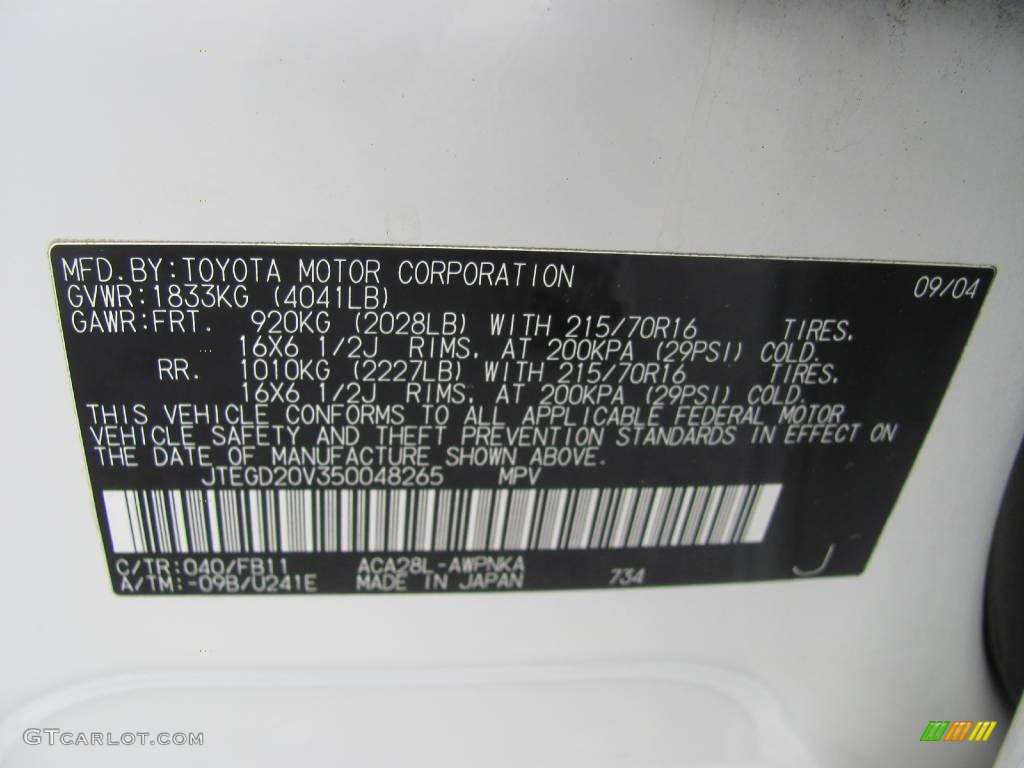 MFD.BY:TOYOTA MOTOR CORPORATION 09/04
GVWR:1833KG (4041LB)
GAWR:FRT. 920KG (2028LB) WITH 215/70R16 TIRES,
16X6 1/2J RIMS, AT 200KPA (29PSI) COLD.
RR. 1010KG (2227LB) WITH 215/70R16 TIRES,
16X6 1/2J RIMS, AT 200KPA (29PSI) COLD.
THIS VEHICLE CONFORMS TO ALL APPLICABLE FEDERAL MOTOR
VEHICLE SAFETY AND THEFT PREVENTION STANDARDS IN EFFECT ON
THE DATE OF MANUFACTURE SHOWN ABOVE.
JTEGD20V350048265 MPV
C/TR:040/FB11 ACA28L-AWPNKA
A/TM:-09B/U241E MADE IN JAPAN 734 J
GTCarLot.com